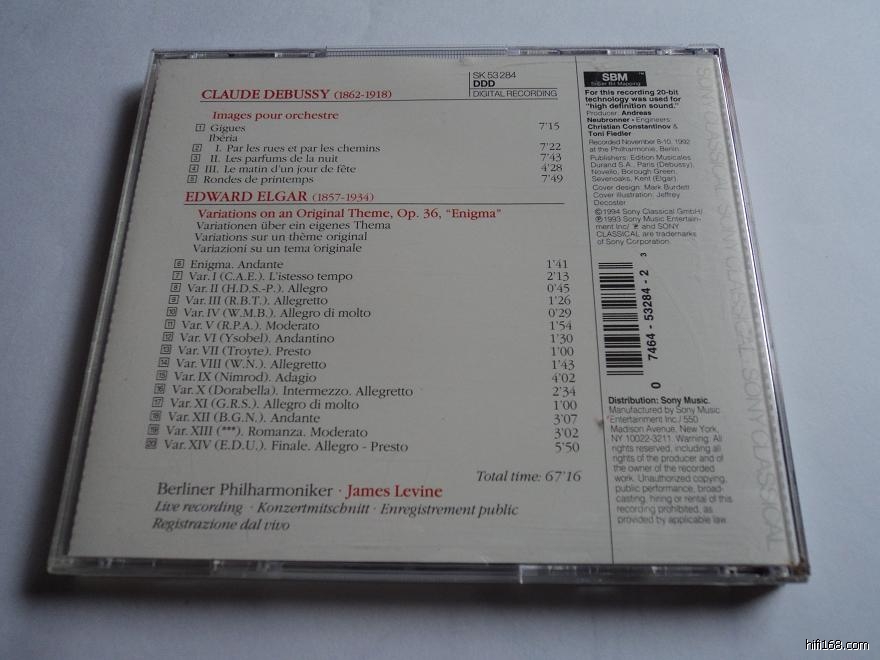 CLAUDE DEBUSSY (1862-1918)
SK 53 284
DDD
DIGITAL RECORDING
Images pour orchestre
1 Gigues 7'15
Ibéria
2 I. Par les rues et par les chemins 7'22
3 II. Les parfums de la nuit 7'43
4 III. Le matin d'un jour de fête 4'28
5 Rondes de printemps 7'49
EDWARD ELGAR (1857-1934)
Variations on an Original Theme, Op. 36, "Enigma"
Variationen über ein eigenes Thema
Variations sur un thème original
Variazioni su un tema originale
6 Enigma. Andante 1'41
7 Var. I (C.A.E.). L'istesso tempo 2'13
8 Var. II (H.D.S.-P.). Allegro 0'45
9 Var. III (R.B.T.). Allegretto 1'26
10 Var. IV (W.M.B.). Allegro di molto 0'29
11 Var. V (R.P.A.). Moderato 1'54
12 Var. VI (Ysobel). Andantino 1'30
13 Var. VII (Troyte). Presto 1'00
14 Var. VIII (W.N.). Allegretto 1'43
15 Var. IX (Nimrod). Adagio 4'02
16 Var. X (Dorabella). Intermezzo. Allegretto 2'34
17 Var. XI (G.R.S.). Allegro di molto 1'00
18 Var. XII (B.G.N.). Andante 3'07
19 Var. XIII (***). Romanza. Moderato 3'02
20 Var. XIV (E.D.U.). Finale. Allegro - Presto 5'50
Total time: 67'16
Berliner Philharmoniker · James Levine
Live recording · Konzertmitschnitt · Enregistrement public
Registrazione dal vivo
SBM™
Super Bit Mapping
For this recording 20-bit
technology was used for
"high definition sound."
Producer: Andreas
Neubronner • Engineers:
Christian Constantinov &
Toni Fiedler
Recorded November 8-10, 1992
at the Philharmonie, Berlin.
Publishers: Edition Musicales
Durand S.A., Paris (Debussy),
Novello, Borough Green,
Sevenoaks, Kent (Elgar).
Cover design: Mark Burdett
Cover illustration: Jeffrey
Decoster
© 1994 Sony Classical GmbH/
℗ 1993 Sony Music Entertain-
ment Inc/ and SONY
CLASSICAL are trademarks
of Sony Corporation.
0 7464-53284-2 3
Distribution: Sony Music.
Manufactured by Sony Music
Entertainment Inc./ 550
Madison Avenue, New York,
NY 10022-3211. Warning: All
rights reserved, including all
rights of the producer and of
the owner of the recorded
work. Unauthorized copying,
public performance, broad-
casting, hiring or rental of this
recording prohibited, as
provided by applicable law.
SONY CLASSICAL SONY CLASSICAL SONY CLASSICAL SONY CLASSICAL
hifi168.com